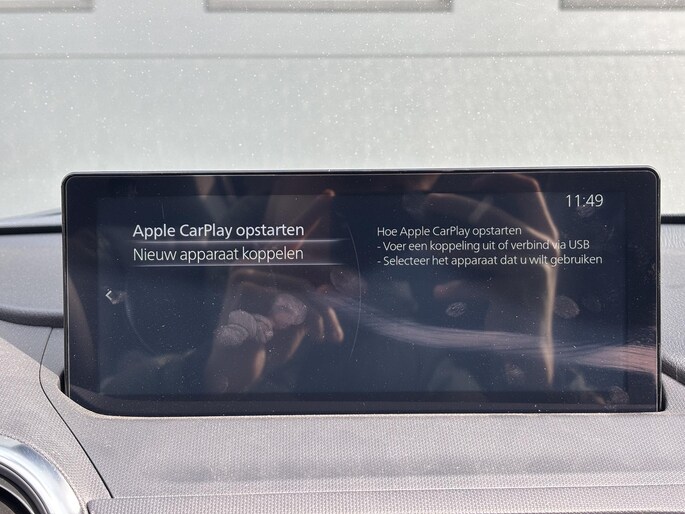 11:49
Apple CarPlay opstarten
Nieuw apparaat koppelen
Hoe Apple CarPlay opstarten
- Voer een koppeling uit of verbind via USB
- Selecteer het apparaat dat u wilt gebruiken